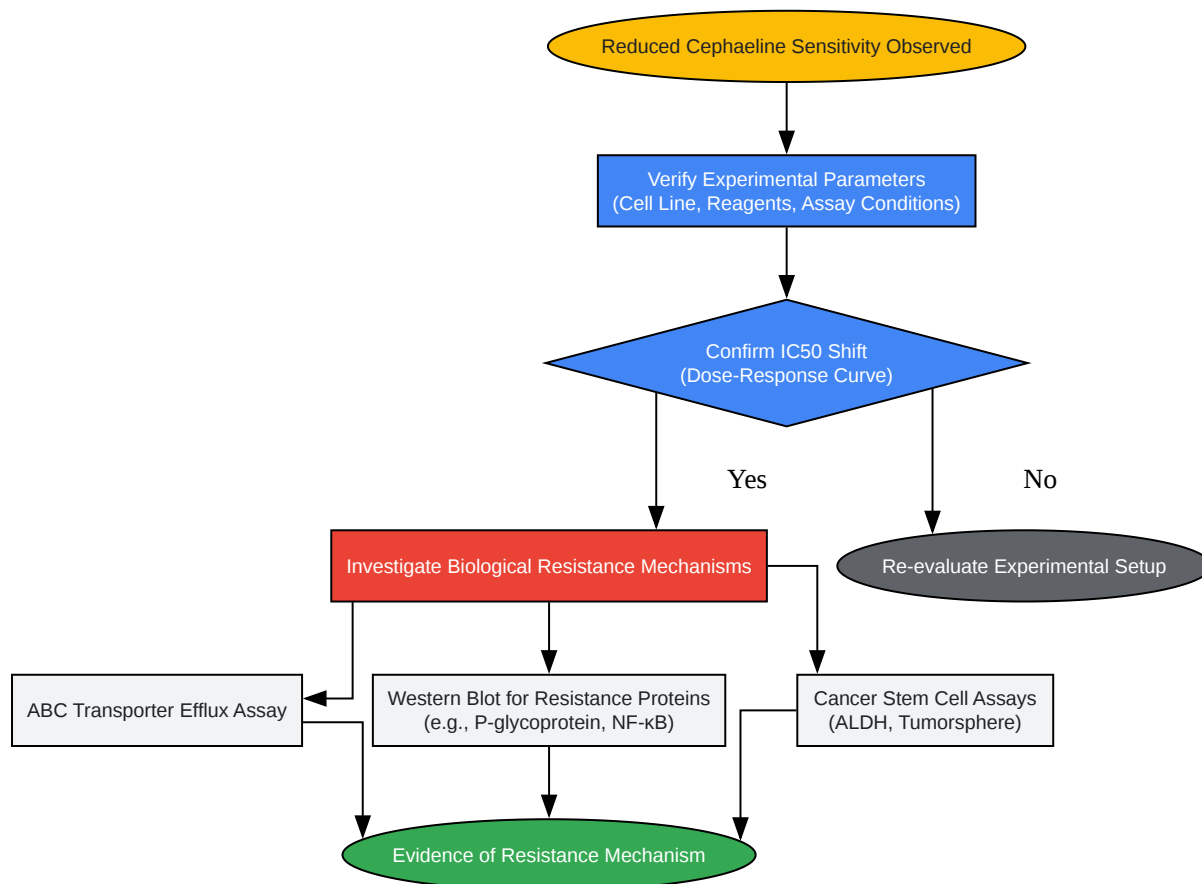 Reduced Cephaeline Sensitivity Observed
Verify Experimental Parameters
(Cell Line, Reagents, Assay Conditions)
Confirm IC50 Shift
(Dose-Response Curve)
Yes
No
Investigate Biological Resistance Mechanisms
Re-evaluate Experimental Setup
ABC Transporter Efflux Assay
Western Blot for Resistance Proteins
(e.g., P-glycoprotein, NF-κB)
Cancer Stem Cell Assays
(ALDH, Tumorsphere)
Evidence of Resistance Mechanism